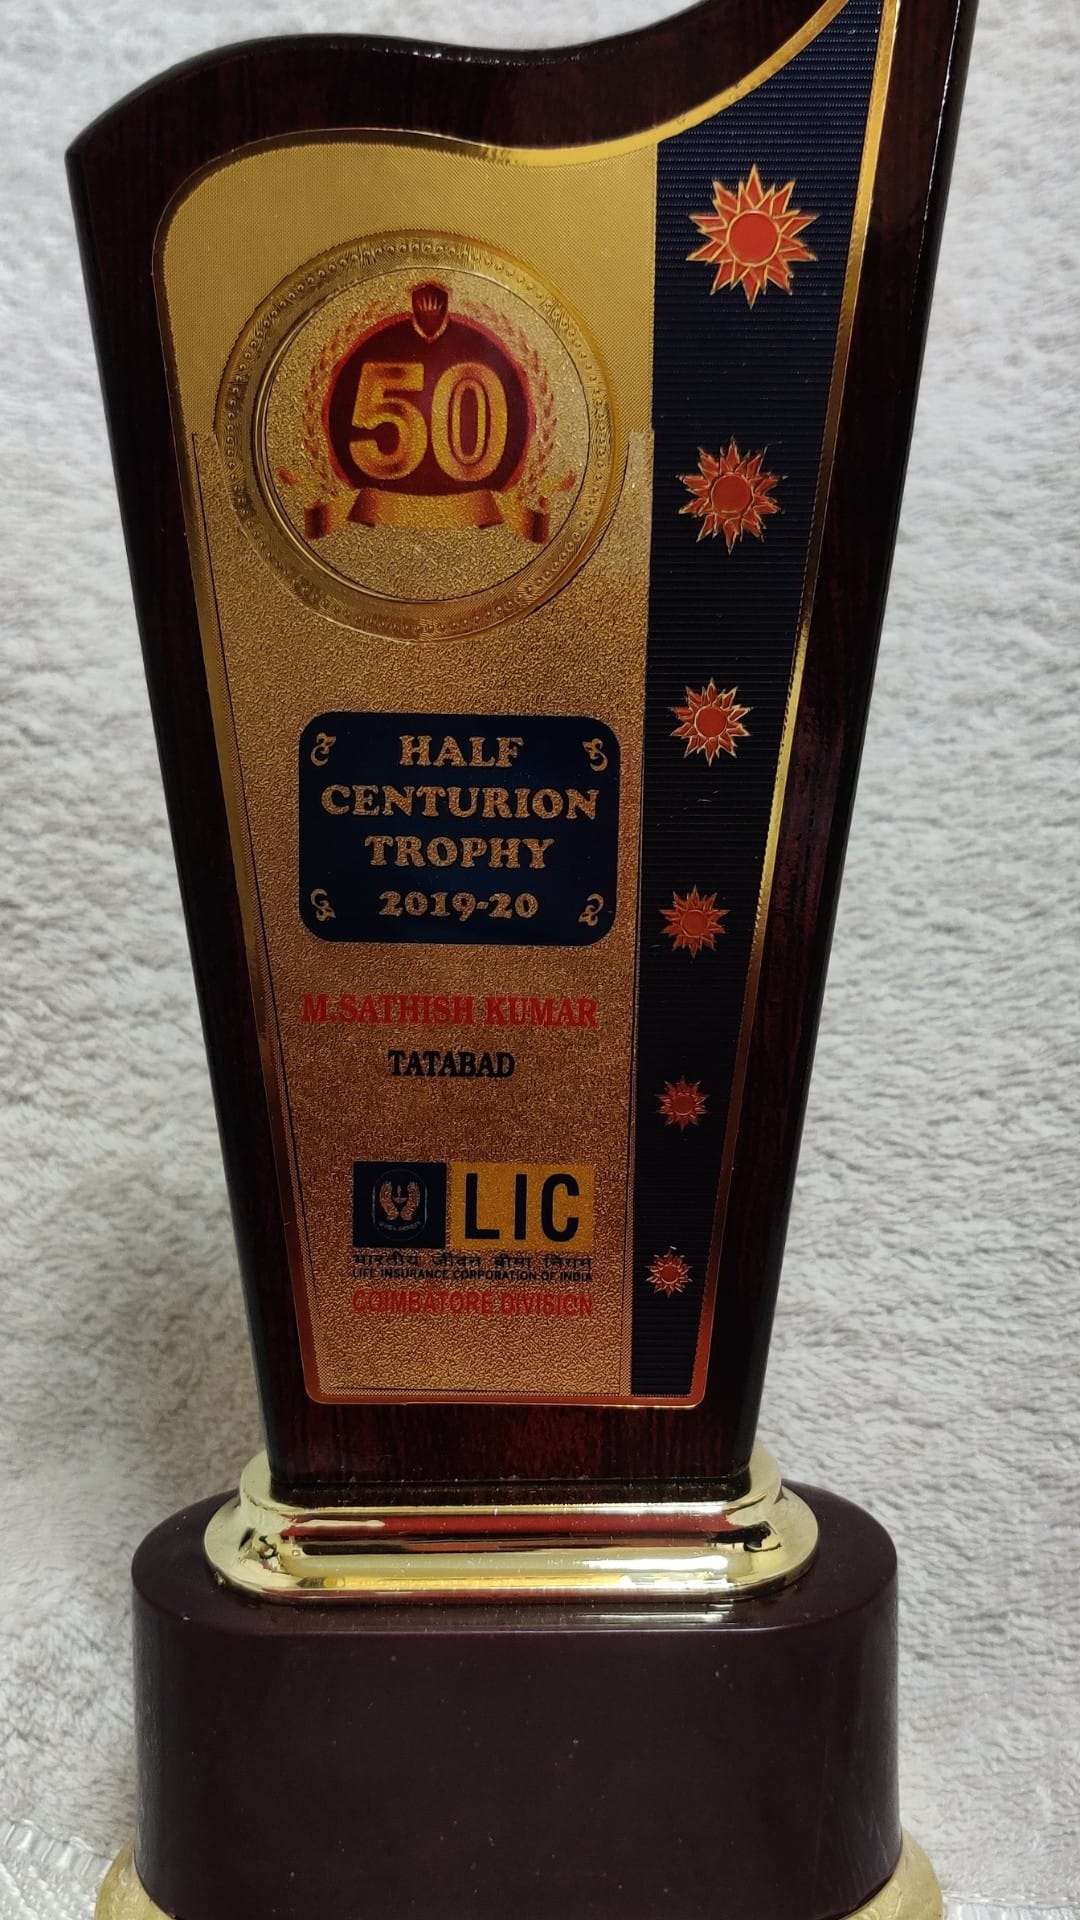 50
HALF
CENTURION
TROPHY
2019-20
M.SATHISH KUMAR
TATABAD
LIC
भारतीय जीवन बीमा निगम
LIFE INSURANCE CORPORATION OF INDIA
COIMBATORE DIVISION